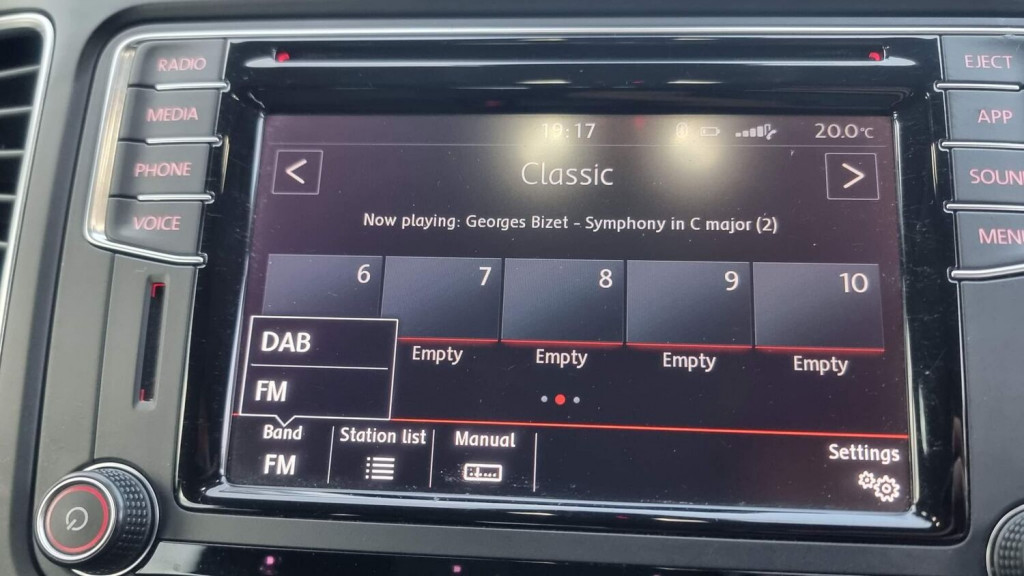 RADIO
MEDIA
PHONE
VOICE
EJECT
APP
SOUN
MEN
19:17
20.0°C
<
Classic
>
Now playing: Georges Bizet - Symphony in C major (2)
6
7
8
9
10
DAB
FM
Empty
Empty
Empty
Empty
Band
FM
Station list
Manual
Settings